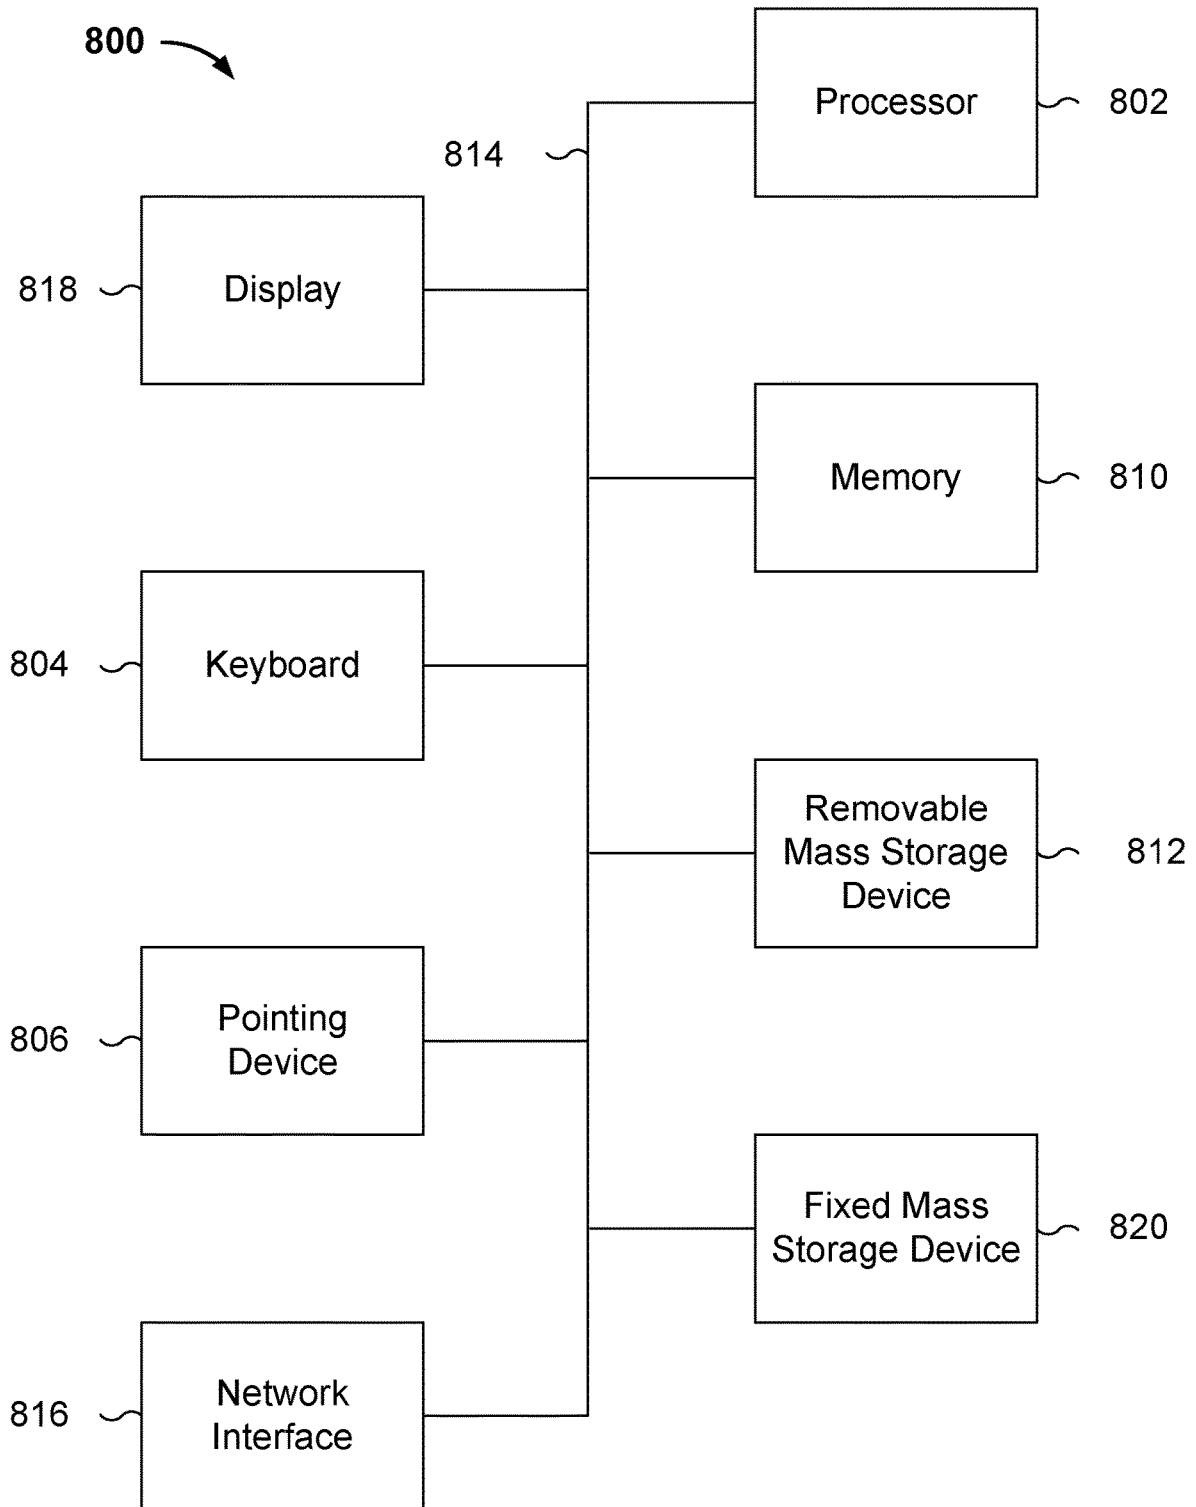 800
Processor
802
814
818
Display
Memory
810
804
Keyboard
Removable
Mass Storage
Device
812
806
Pointing
Device
Fixed Mass
Storage Device
820
816
Network
Interface